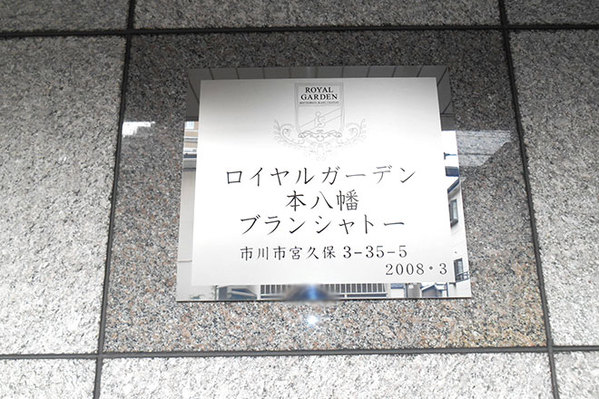 ROYAL
GARDEN
ロイヤルガーデン
本八幡
ブランシャトー
市川市宮久保 3-35-5
2008・3